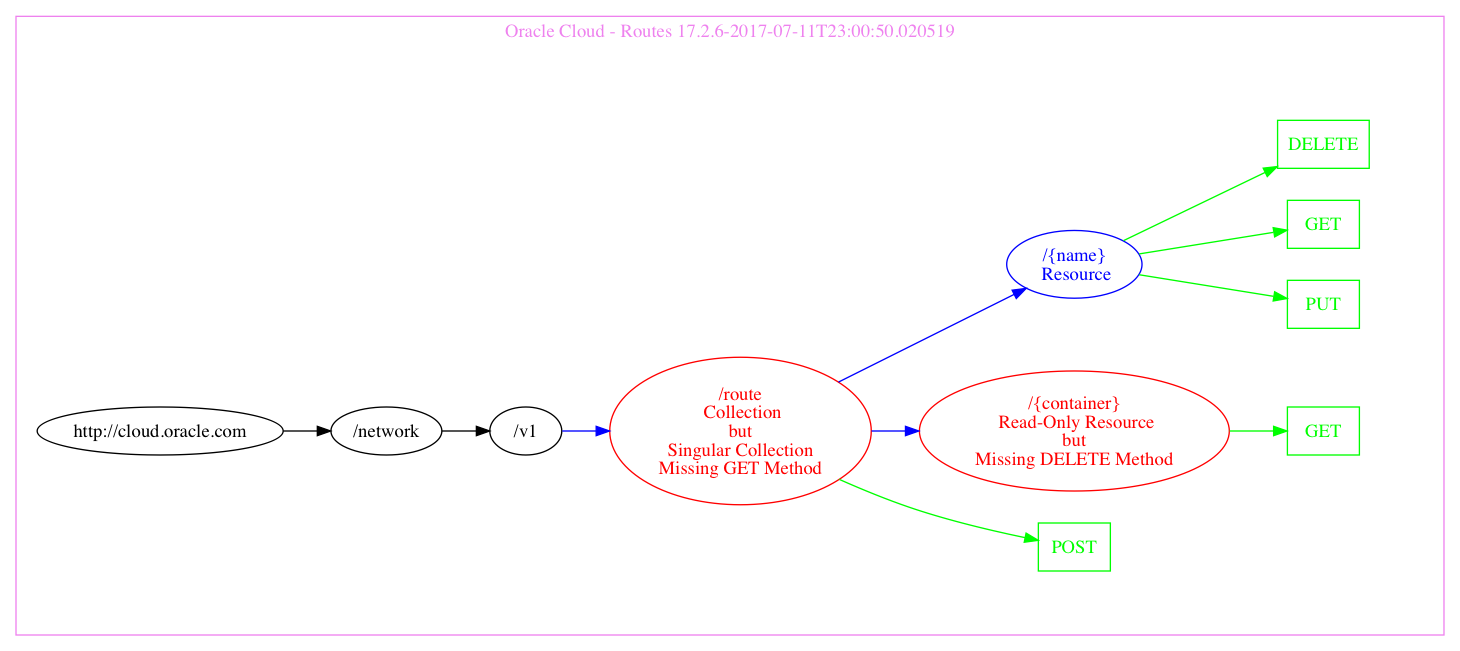 Oracle Cloud - Routes 17.2.6-2017-07-11T23:00:50.020519
DELETE
GET
/{name}
Resource
PUT
http://cloud.oracle.com
/network
/v1
/route
Collection
but
Singular Collection
Missing GET Method
/{container}
Read-Only Resource
but
Missing DELETE Method
GET
POST